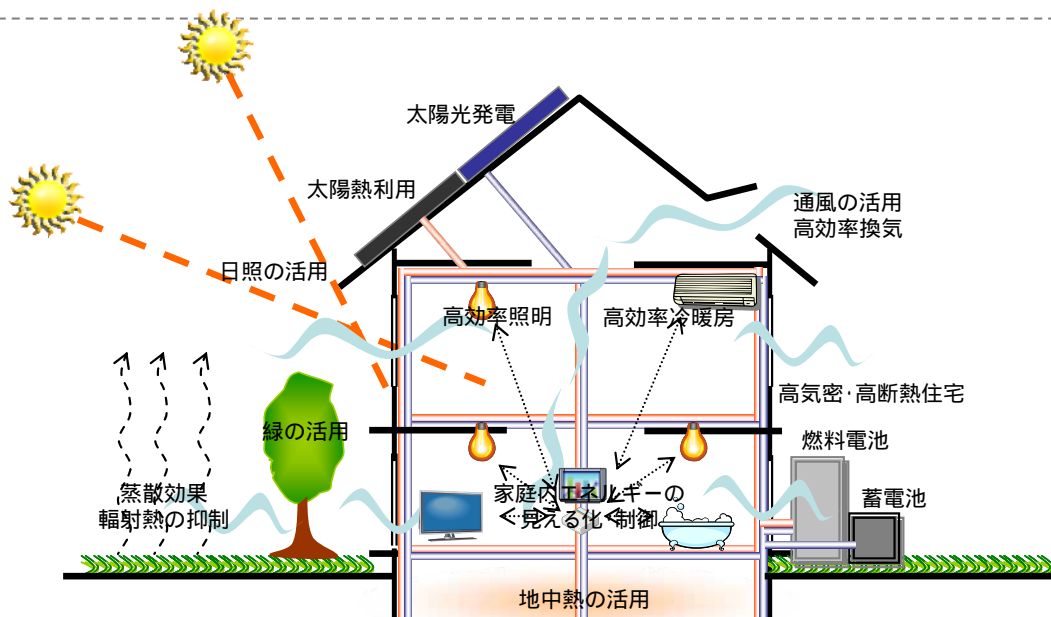 太陽光発電
太陽熱利用
通風の活用
高効率換気
日照の活用
高効率照明
高効率冷暖房
高気密･高断熱住宅
緑の活用
燃料電池
蒸散効果
輻射熱の抑制
家庭内エネルギーの
見える化･制御
蓄電池
地中熱の活用